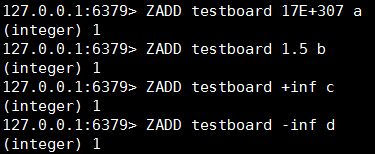 127.0.0.1:6379> ZADD testboard 17E+307 a
(integer) 1
127.0.0.1:6379> ZADD testboard 1.5 b
(integer) 1
127.0.0.1:6379> ZADD testboard +inf c
(integer) 1
127.0.0.1:6379> ZADD testboard -inf d
(integer) 1